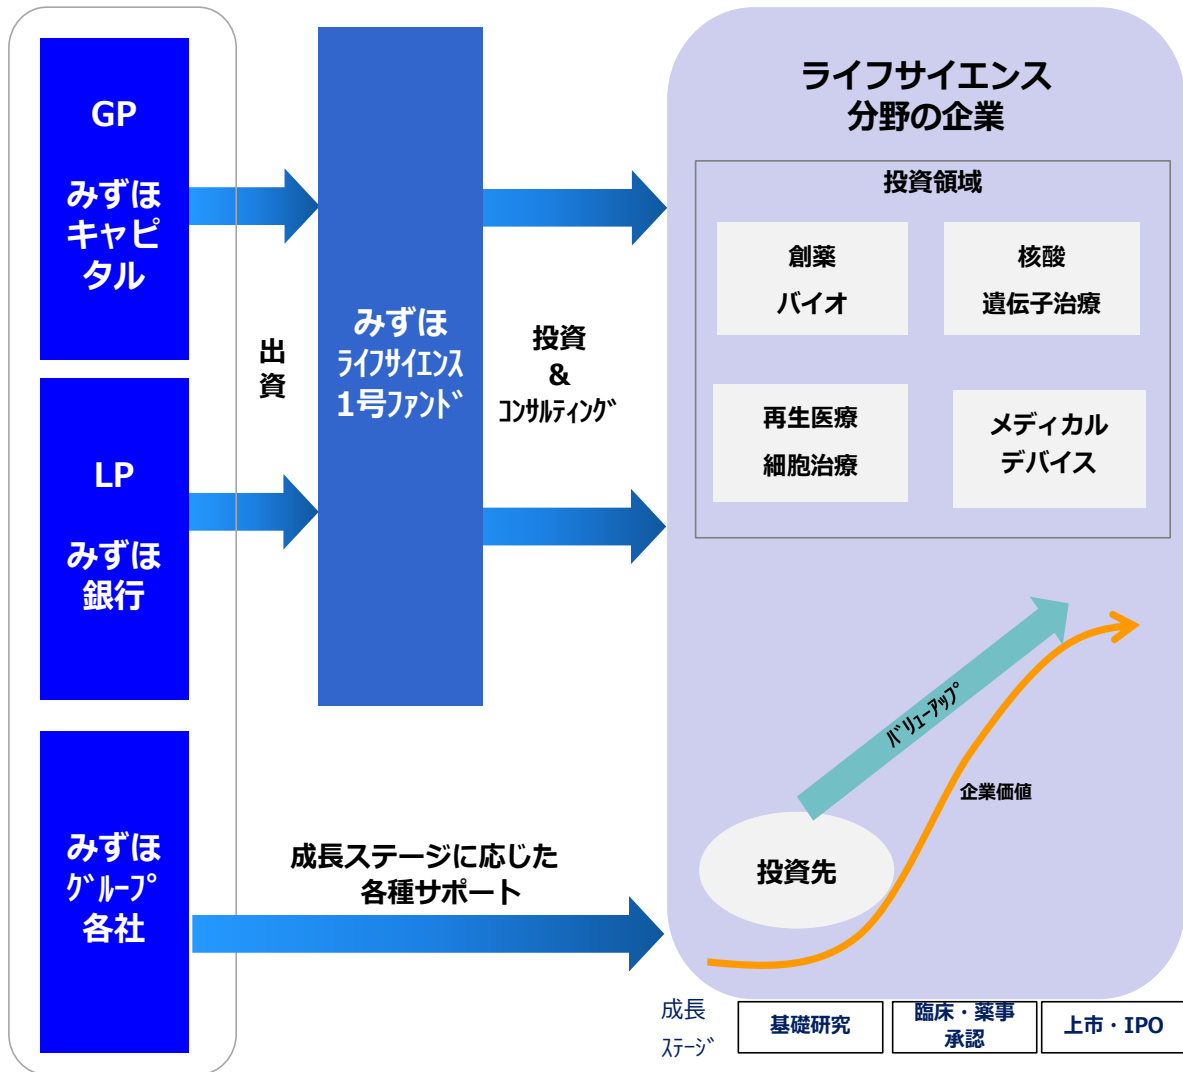 GP
みずほ
キャピ
タル
LP
みずほ
銀行
みずほ
ｸﾞﾙｰﾌﾟ
各社
出
資
みずほ
ﾗｲﾌｻｲｴﾝｽ
1号ﾌｧﾝﾄﾞ
投資
&
ｺﾝｻﾙﾃｨﾝｸﾞ
成長ステージに応じた
各種サポート
ライフサイエンス
分野の企業
投資領域
創薬
バイオ
核酸
遺伝子治療
再生医療
細胞治療
メディカル
デバイス
ﾊﾞﾘｭｰｱｯﾌﾟ
企業価値
投資先
成長
ｽﾃｰｼﾞ
基礎研究
臨床・薬事
承認
上市・IPO